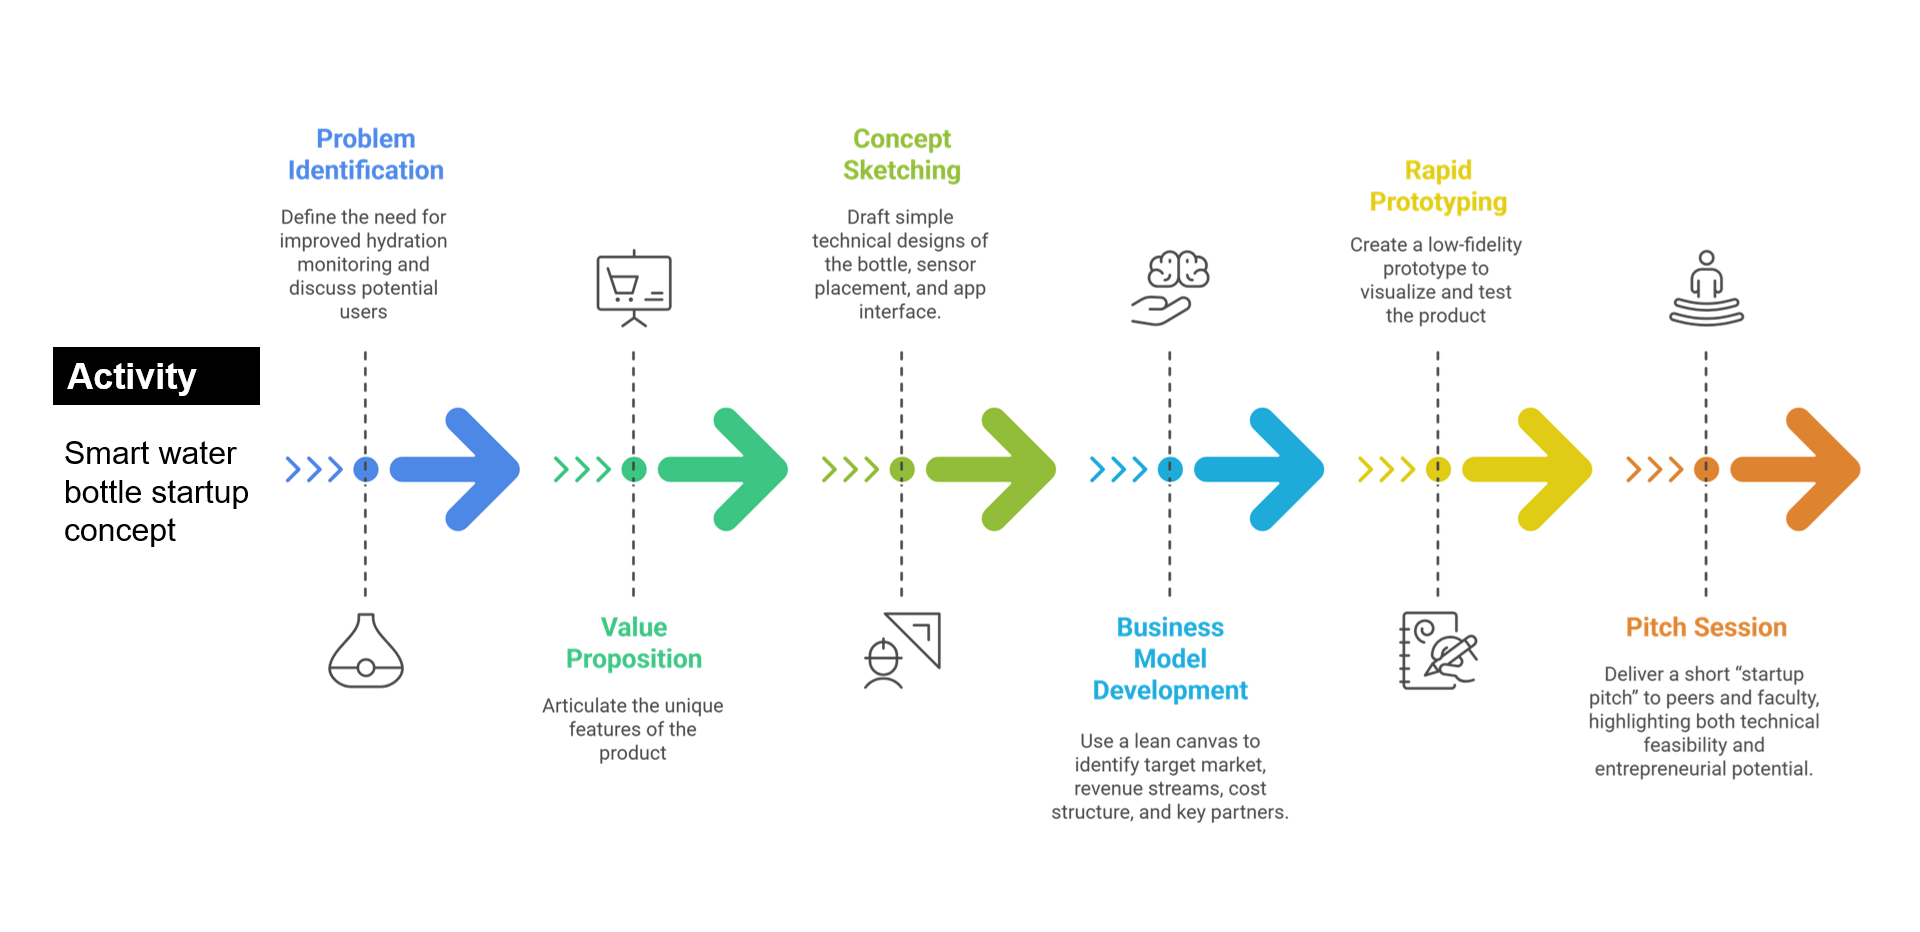 Activity
Smart water
bottle startup
concept
Problem
Identification
Define the need for
improved hydration
monitoring and
discuss potential
users
Value
Proposition
Articulate the unique
features of the
product
Concept
Sketching
Draft simple
technical designs of
the bottle, sensor
placement, and app
interface.
Business
Model
Development
Use a lean canvas to
identify target market,
revenue streams, cost
structure, and key partners.
Rapid
Prototyping
Create a low-fidelity
prototype to
visualize and test
the product
Pitch Session
Deliver a short “startup
pitch” to peers and faculty,
highlighting both technical
feasibility and
entrepreneurial potential.